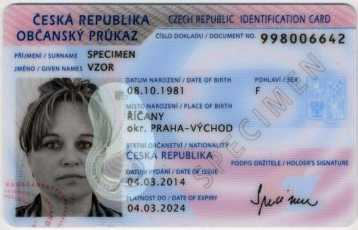 ČESKÁ REPUBLIKA CZECH REPUBLIC IDENTIFICATION CARD
OBČANSKÝ PRŮKAZ ČÍSLO DOKLADU / DOCUMENT NO. 998006642
PŘÍJMENÍ / SURNAME SPECIMEN
JMÉNO / GIVEN NAMES VZOR
DATUM NAROZENÍ / DATE OF BIRTH POHLAVÍ / SEX
08.10.1981 F
MÍSTO NAROZENÍ / PLACE OF BIRTH
ŘÍČANY
okr. PRAHA-VÝCHOD
STÁTNÍ OBČANSTVÍ / NATIONALITY
ČESKÁ REPUBLIKA PODPIS DRŽITELE / HOLDER'S SIGNATURE
DATUM VYDÁNÍ / DATE OF ISSUE
04.03.2014
PLATNOST DO / DATE OF EXPIRY
04.03.2024 Specimen
SPECIMEN